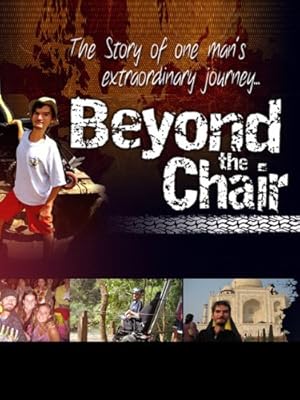 The Story of one man's
extraordinary journey...
Beyond
the
Chair